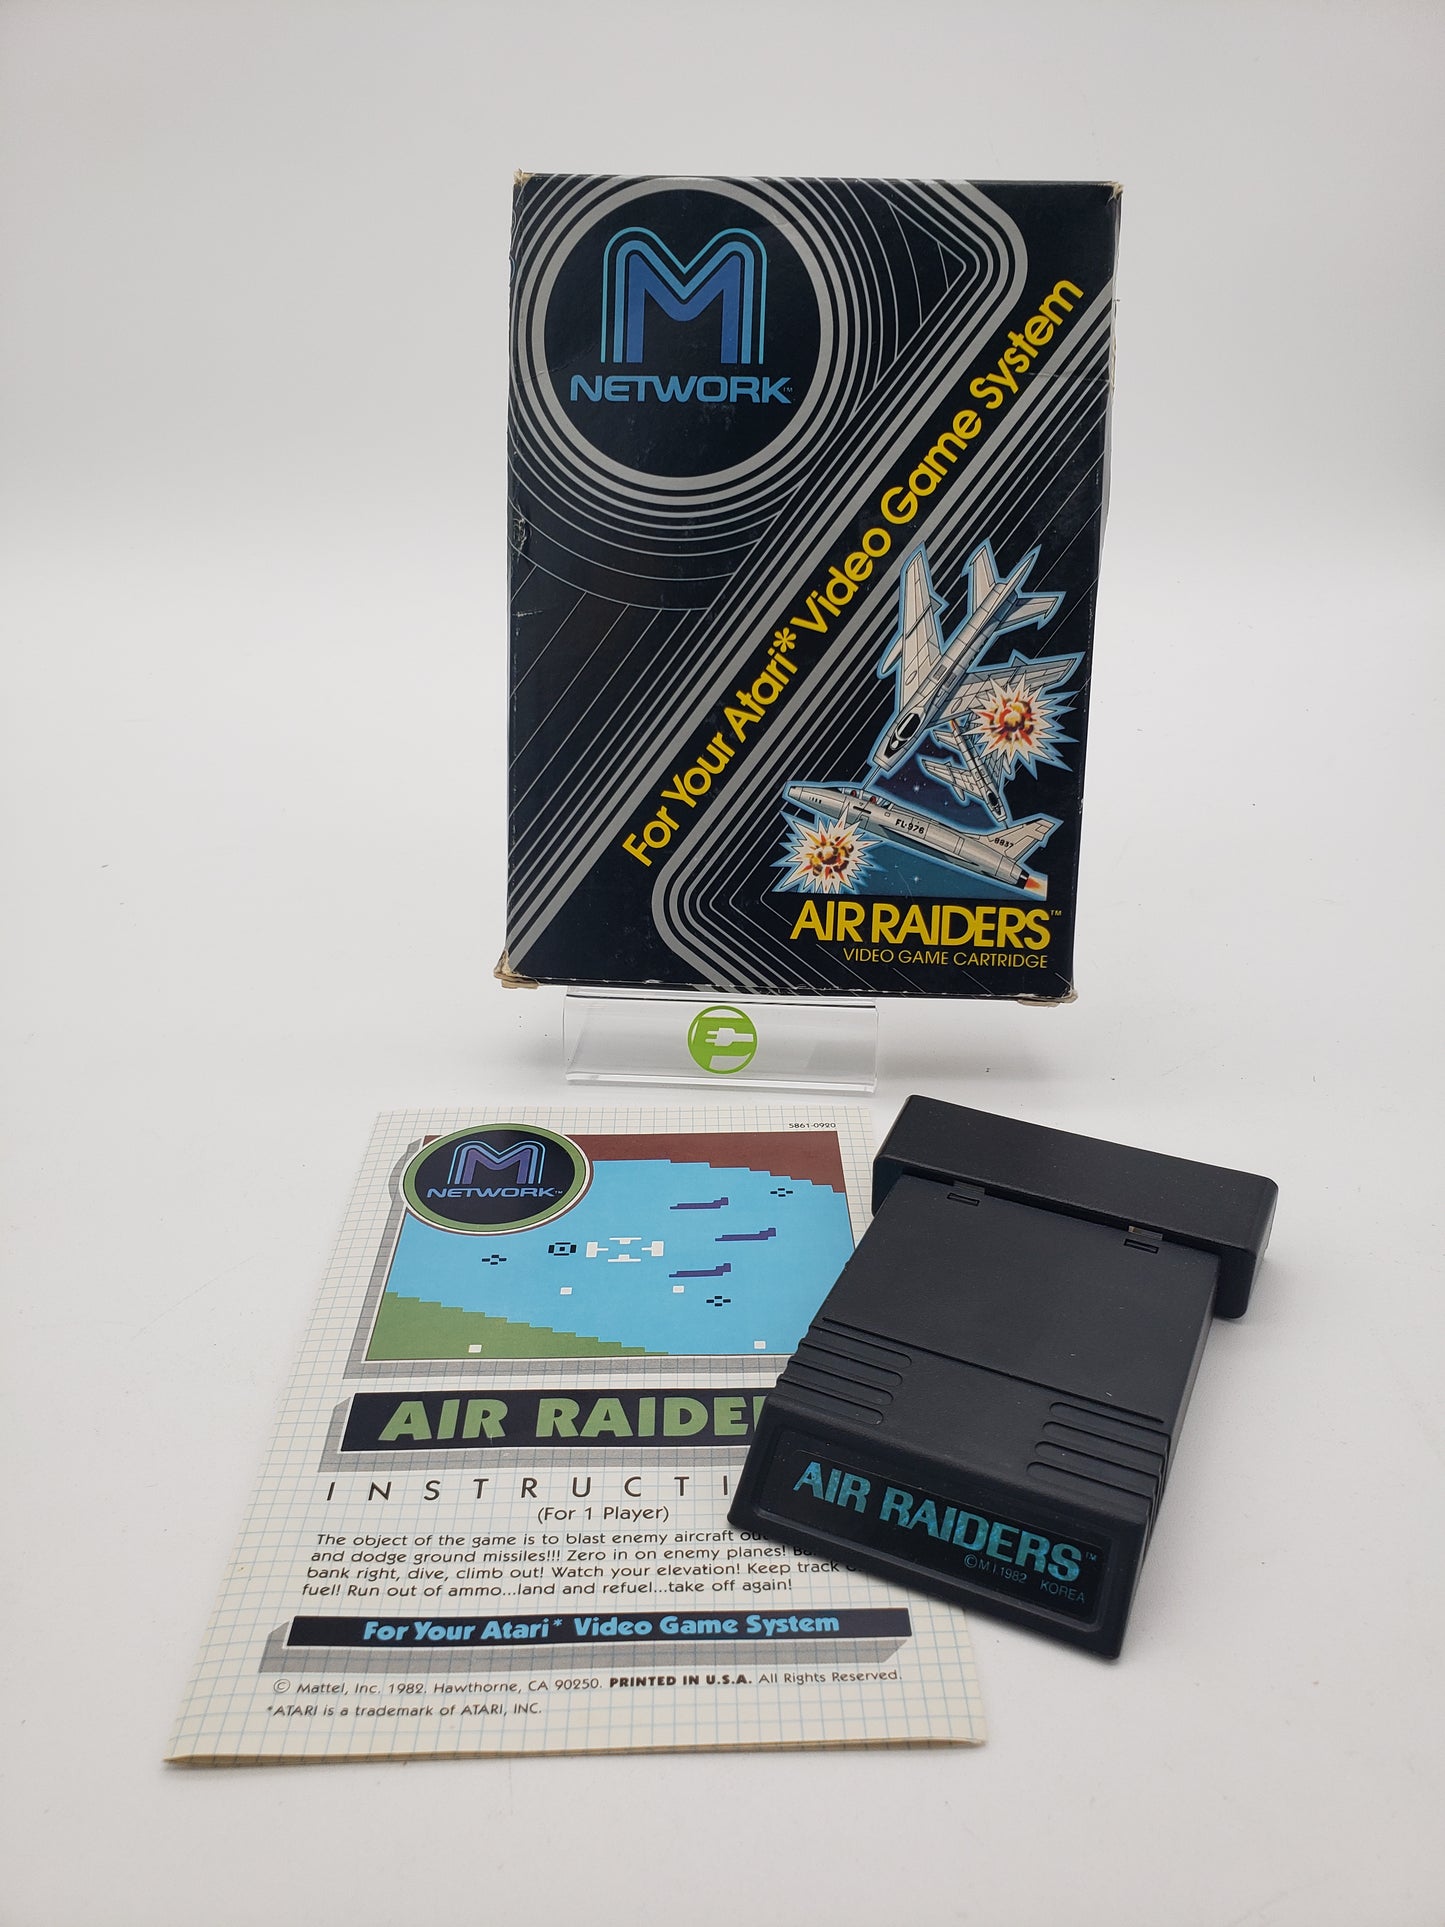 M
NETWORK™
For Your Atari* Video Game System
FL-976
8937
AIR RAIDERS™
VIDEO GAME CARTRIDGE
5861-0920
M
NETWORK™
AIR RAIDE
INSTRUCTI
(For 1 Player)
The object of the game is to blast enemy aircraft
and dodge ground missiles!!! Zero in on enemy planes!
bank right, dive, climb out! Watch your elevation! Keep track
fuel! Run out of ammo...land and refuel...take off again!
For Your Atari* Video Game System
© Mattel, Inc. 1982. Hawthorne, CA 90250. PRINTED IN U.S.A. All Rights Reserved.
*ATARI is a trademark of ATARI, INC.
AIR RAIDERS™
©M.I.1982 KOREA